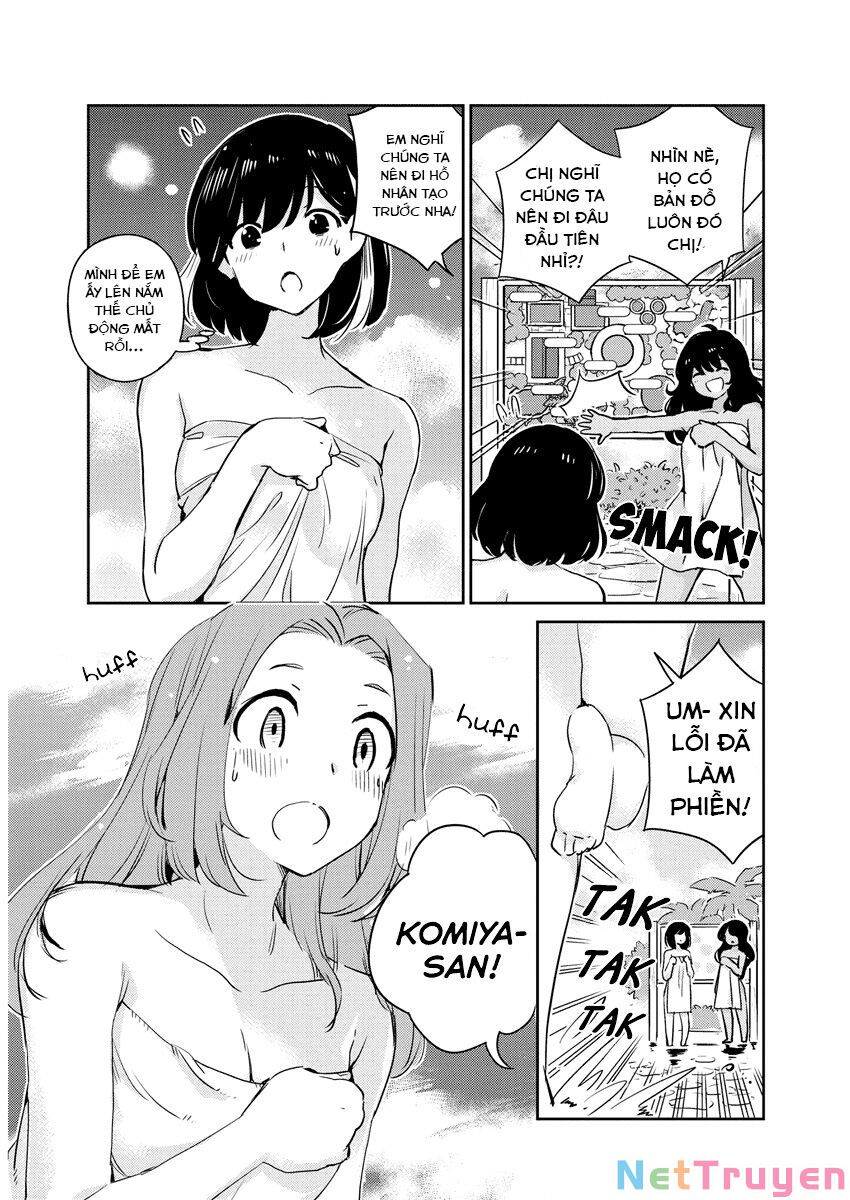 NHÌN NÈ,
HỌ CÓ
BẢN ĐỒ
LUÔN ĐÓ
CHỊ!
CHỊ NGHĨ
CHÚNG TA
NÊN ĐI ĐÂU
ĐẦU TIÊN
NHỈ?!
SMACK!
EM NGHĨ
CHÚNG TA
NÊN ĐI HỒ
NHÂN TẠO
TRƯỚC NHA!
MÌNH ĐỂ EM
ẤY LÊN NẮM
THẾ CHỦ
ĐỘNG MẤT
RỒI...
UM- XIN
LỖI ĐÃ
LÀM
PHIỀN!
TAK
TAK
TAK
huff
huff
KOMIYA-
SAN!
NetTruyen